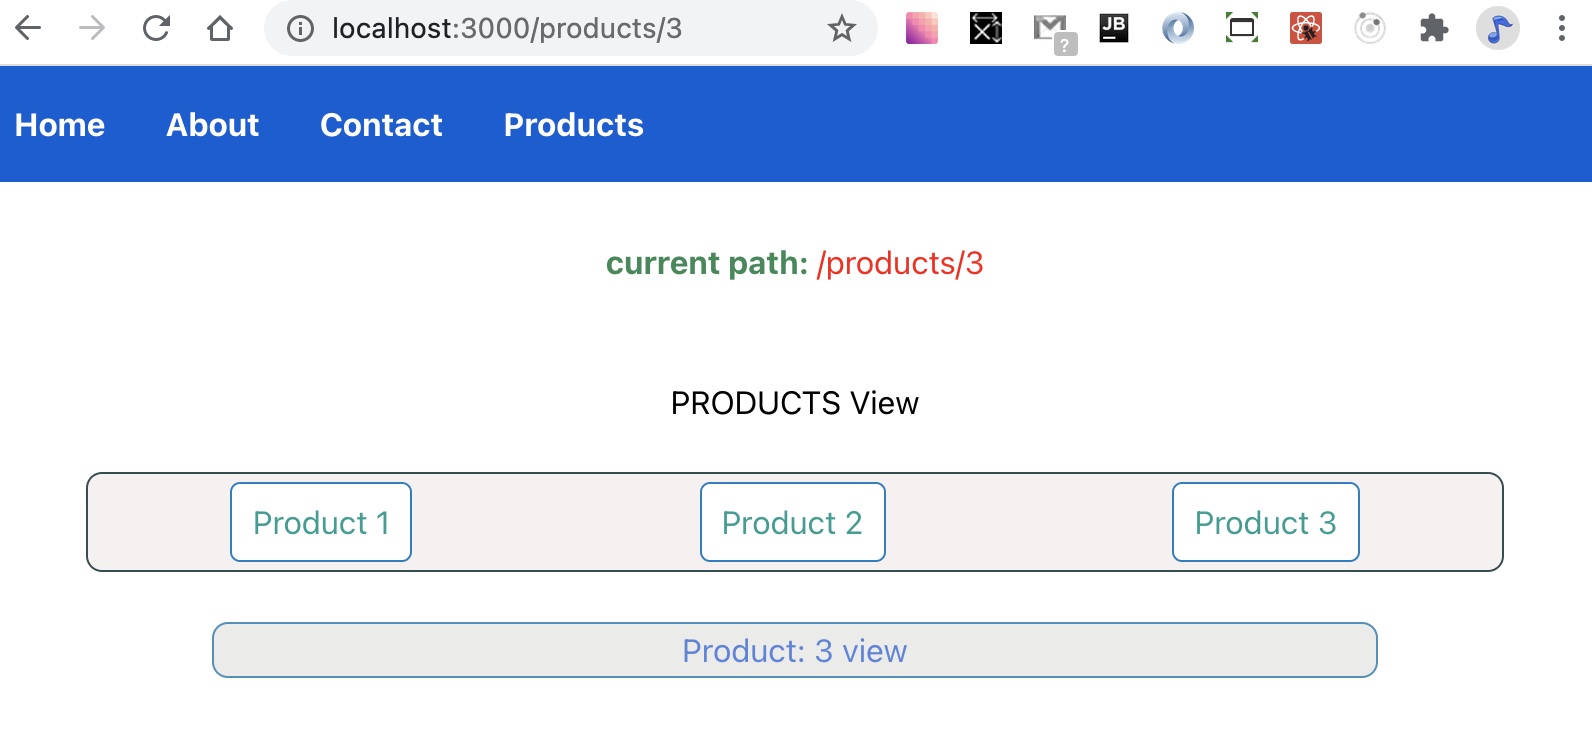 localhost:3000/products/3
JB
?
Home About Contact Products
current path: /products/3
PRODUCTS View
Product 1 Product 2 Product 3
Product: 3 view